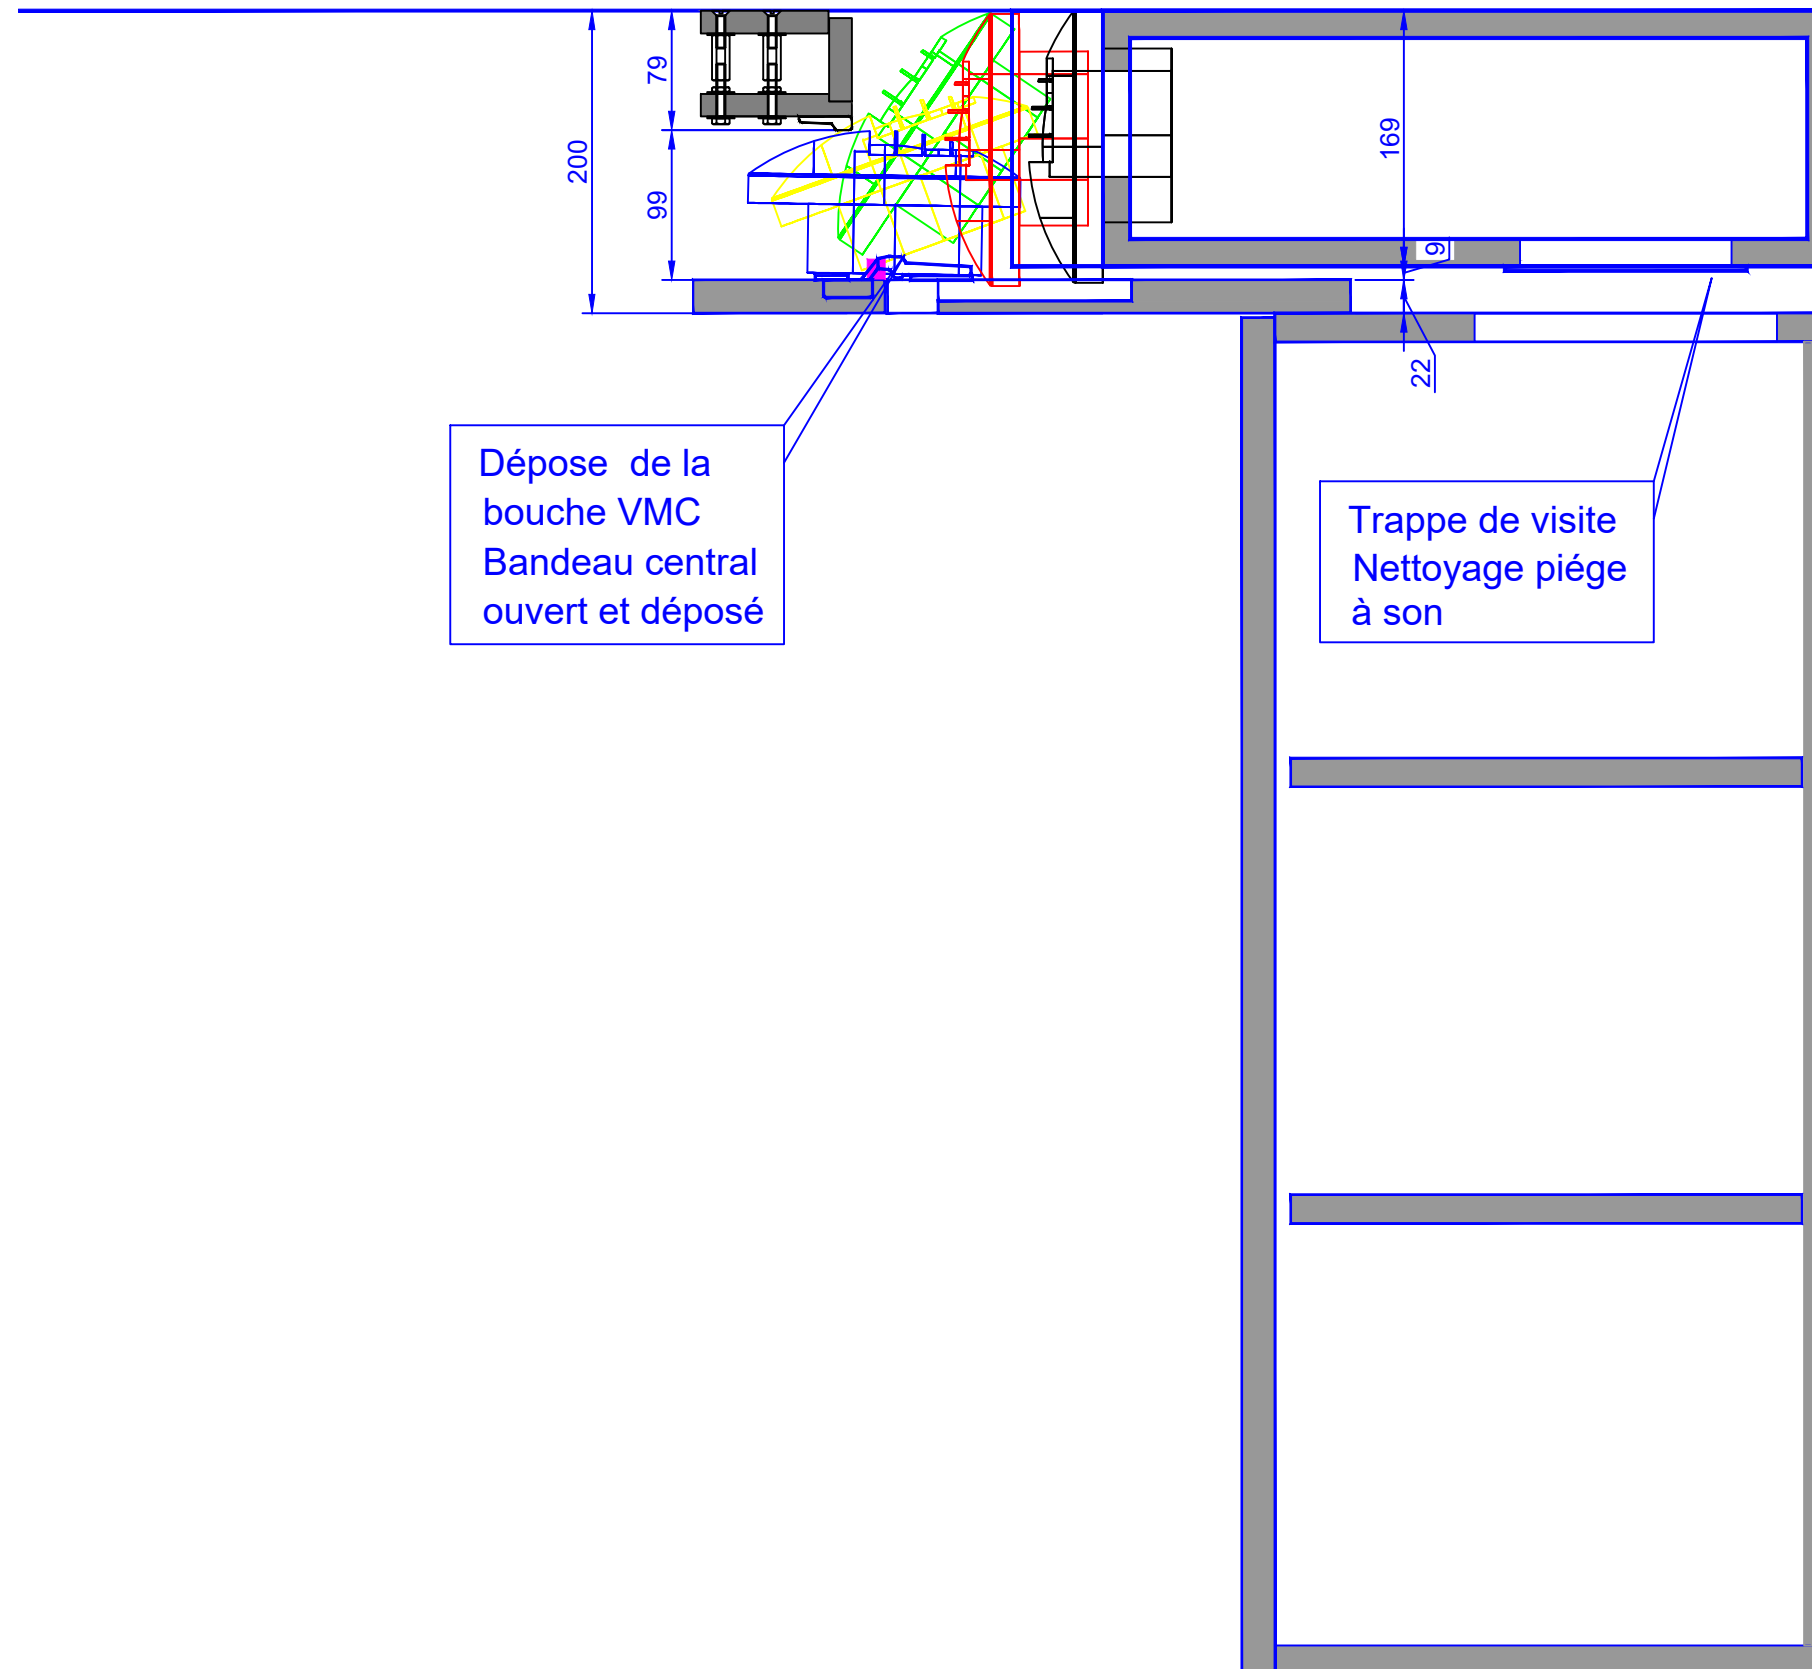 79
200
99
169
9
22
Dépose  de la
bouche VMC
Bandeau central
ouvert et déposé
Trappe de visite
Nettoyage piége
à son